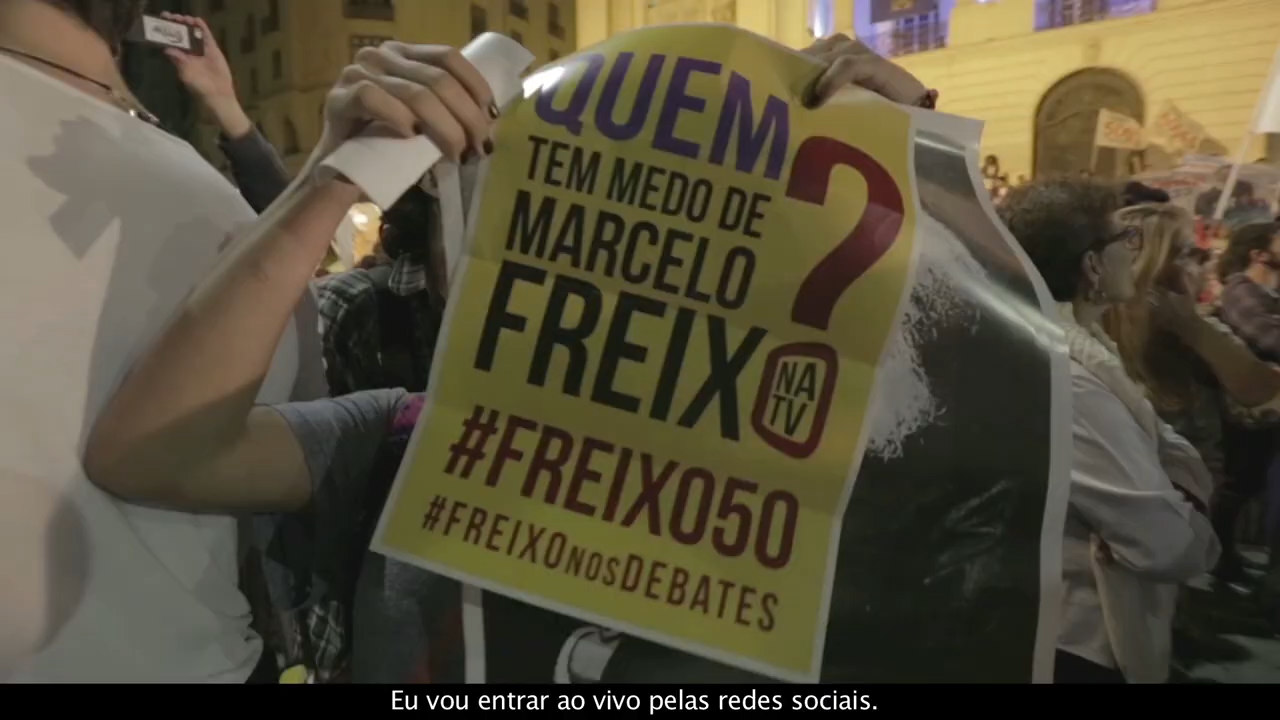 QUEM
TEM MEDO DE
MARCELO
FREIXO
?
NA
TV
#FREIXO50
#FREIXONOSDEBATES
Eu vou entrar ao vivo pelas redes sociais.